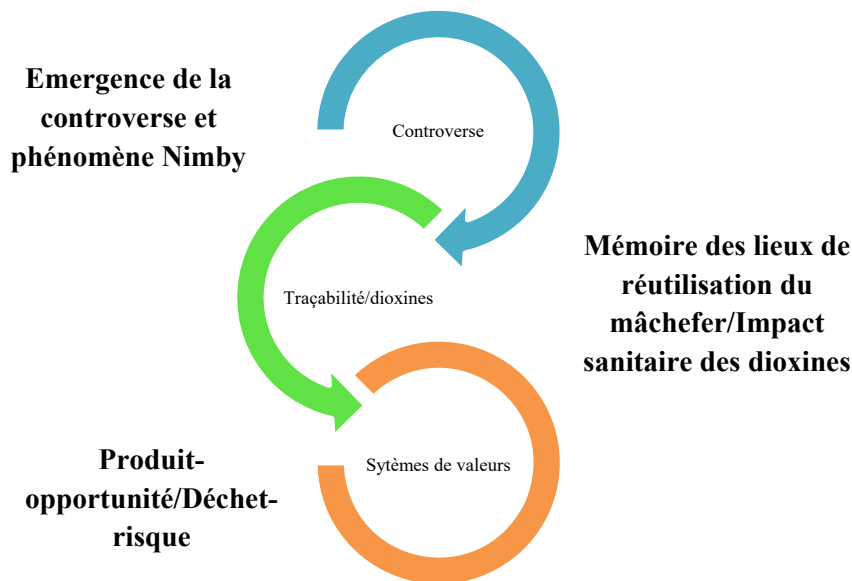 Emergence de la
controverse et
phénomène Nimby
Controverse
Mémoire des lieux de
réutilisation du
mâchefer/Impact
sanitaire des dioxines
Traçabilité/dioxines
Produit-
opportunité/Déchet-
risque
Sytèmes de valeurs